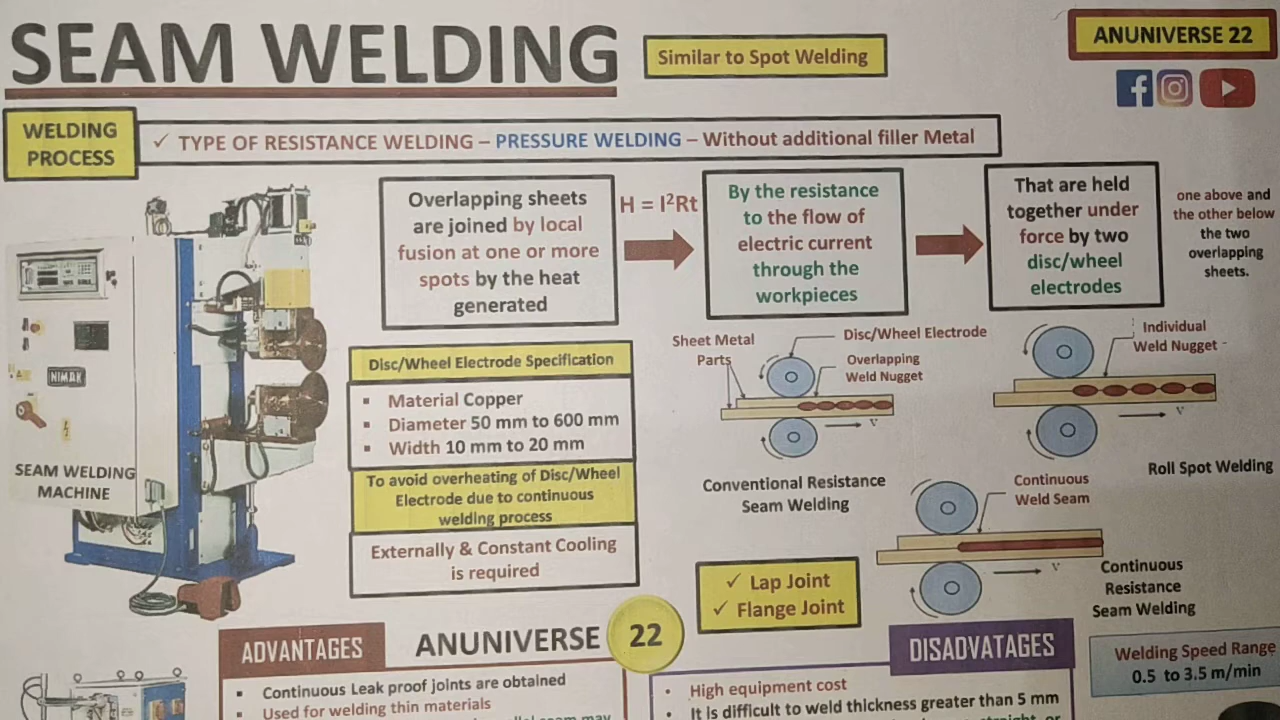 SEAM WELDING
Similar to Spot Welding
ANUNIVERSE 22
WELDING
PROCESS
✓ TYPE OF RESISTANCE WELDING – PRESSURE WELDING – Without additional filler Metal
Overlapping sheets
are joined by local
fusion at one or more
spots by the heat
generated
H = I²Rt
By the resistance
to the flow of
electric current
through the
workpieces
That are held
together under
force by two
disc/wheel
electrodes
one above and
the other below
the two
overlapping
sheets.
NIMAK
SEAM WELDING
MACHINE
Disc/Wheel Electrode Specification
▪ Material Copper
▪ Diameter 50 mm to 600 mm
▪ Width 10 mm to 20 mm
To avoid overheating of Disc/Wheel
Electrode due to continuous
welding process
Externally & Constant Cooling
is required
Sheet Metal
Parts
Disc/Wheel Electrode
Overlapping
Weld Nugget
v
Conventional Resistance
Seam Welding
Individual
Weld Nugget
v
Roll Spot Welding
Continuous
Weld Seam
v
Continuous
Resistance
Seam Welding
✓ Lap Joint
✓ Flange Joint
ANUNIVERSE 22
ADVANTAGES
▪ Continuous Leak proof joints are obtained
▪ Used for welding thin materials
DISADVATAGES
• High equipment cost
• It is difficult to weld thickness greater than 5 mm
Welding Speed Range
0.5 to 3.5 m/min